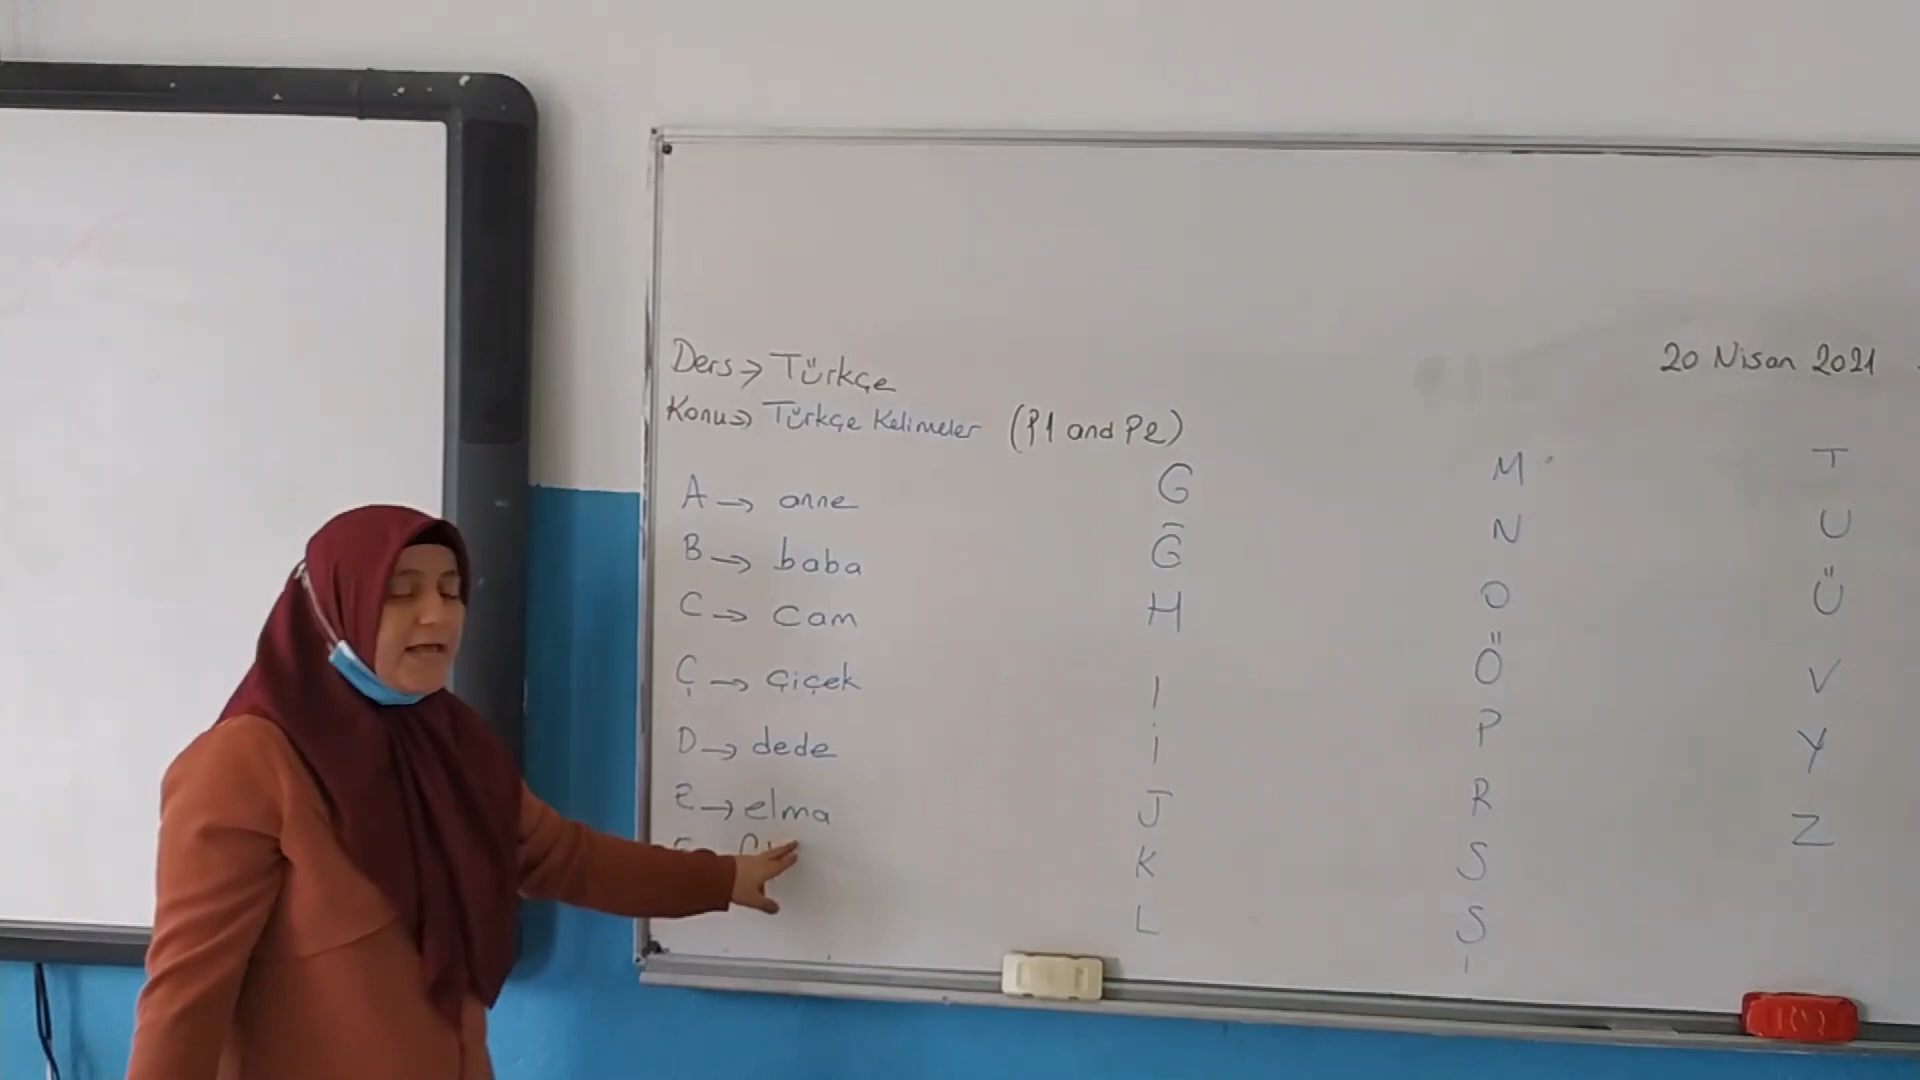 Ders → Türkçe
20 Nisan 2021
Konu → Türkçe Kelimeler (P1 and P2)
A → anne
B → baba
C → cam
Ç → çiçek
D → dede
E → elma
F →
G
Ğ
H
I
İ
J
K
L
M
N
O
Ö
P
R
S
Ş
T
U
Ü
V
Y
Z